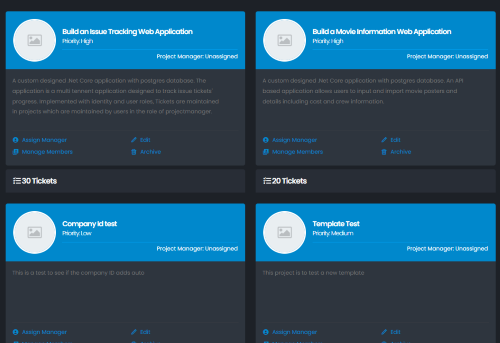 Build an Issue Tracking Web Application
Priority: High
Project Manager: Unassigned
A custom designed .Net Core application with postgres database. The
application is a multi tennent application designed to track issue tickets'
progress. Implemented with identity and user roles, Tickets are maintained
in projects which are maintained by users in the role of projectmanager.
Assign Manager
Edit
Manage Members
Archive
30 Tickets
Build a Movie Information Web Application
Priority: High
Project Manager: Unassigned
A custom designed .Net Core application with postgres database. An API
based application allows users to input and import movie posters and
details including cast and crew information.
Assign Manager
Edit
Manage Members
Archive
20 Tickets
Company Id test
Priority: Low
Project Manager: Unassigned
This is a test to see if the company ID adds auto
Assign Manager
Edit
Template Test
Priority: Medium
Project Manager: Unassigned
This project is to test a new template
Assign Manager
Edit